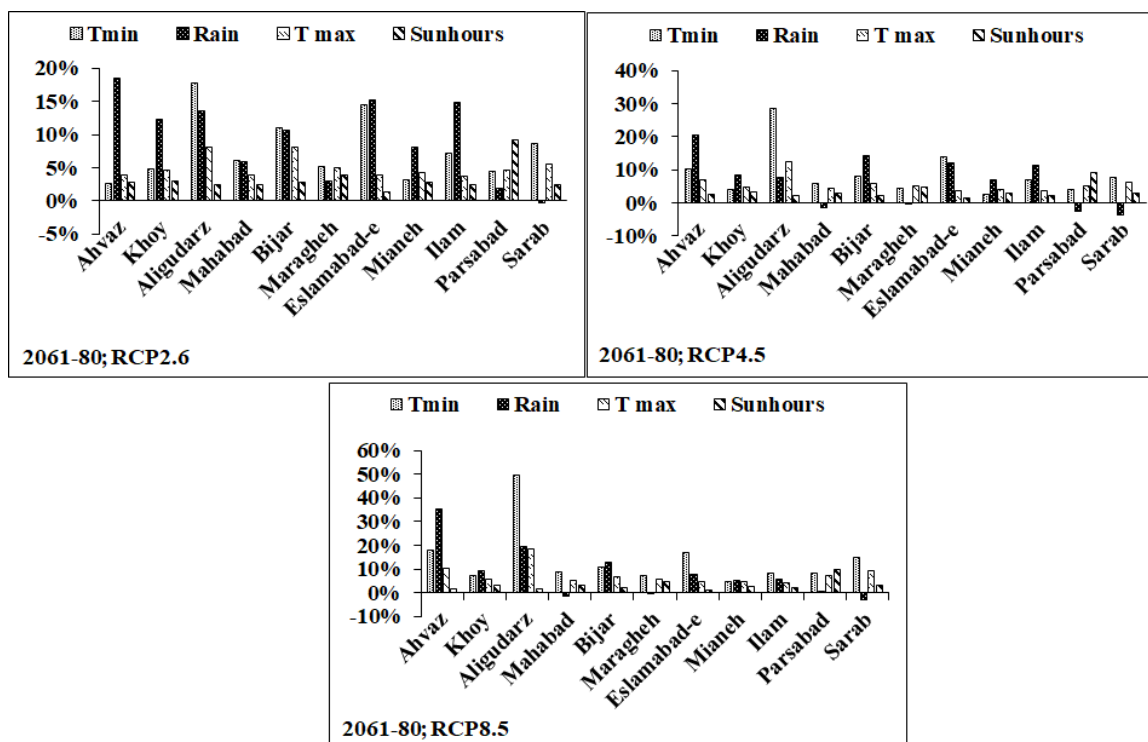 Tmin Rain T max Sunhours
20%
15%
10%
5%
0%
-5%
Ahvaz
Khoy
Aligudarz
Mahabad
Bijar
Maragheh
Eslamabad-e
Mianeh
Ilam
Parsabad
Sarab
2061-80; RCP2.6
Tmin Rain T max Sunhours
40%
30%
20%
10%
0%
-10%
Ahvaz
Khoy
Aligudarz
Mahabad
Bijar
Maragheh
Eslamabad-e
Mianeh
Ilam
Parsabad
Sarab
2061-80; RCP4.5
Tmin Rain T max Sunhours
60%
50%
40%
30%
20%
10%
0%
-10%
Ahvaz
Khoy
Aligudarz
Mahabad
Bijar
Maragheh
Eslamabad-e
Mianeh
Ilam
Parsabad
Sarab
2061-80; RCP8.5